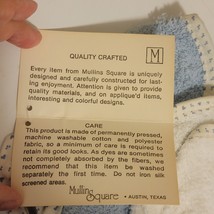 QUALITY CRAFTED
M
Every item from Mullins Square is uniquely
designed and carefully constructed for last-
ing enjoyment. Attention is given to provide
quality materials, and on applique'd items,
interesting and colorful designs.
CARE
This product is made of permanently pressed,
machine washable cotton and polyester
fabric, so a minimum of care is required to
retain its good looks. As dyes are sometimes
not completely absorbed by the fibers, we
recommend that this item be washed
separately the first time. Do not iron silk
screened areas.
Mullins
Square • AUSTIN, TEXAS